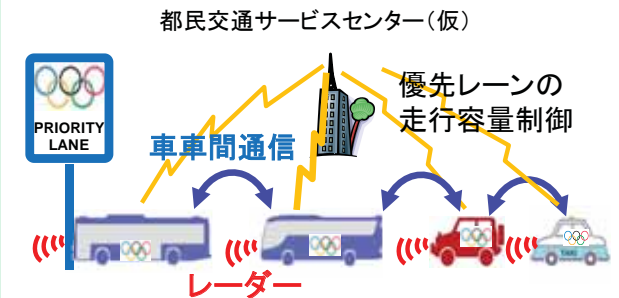 都民交通サービスセンター（仮）
優先レーンの
走行容量制御
PRIORITY
LANE
車車間通信
レーダー
TAXI